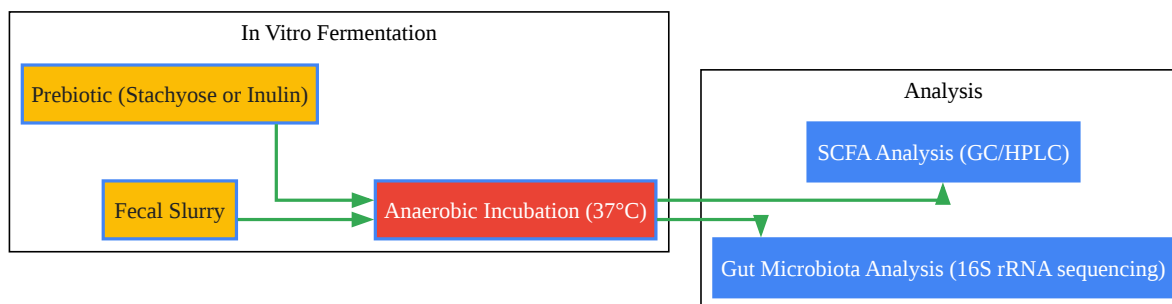 In Vitro Fermentation
Prebiotic (Stachyose or Inulin)
Fecal Slurry
Anaerobic Incubation (37°C)
Analysis
SCFA Analysis (GC/HPLC)
Gut Microbiota Analysis (16S rRNA sequencing)